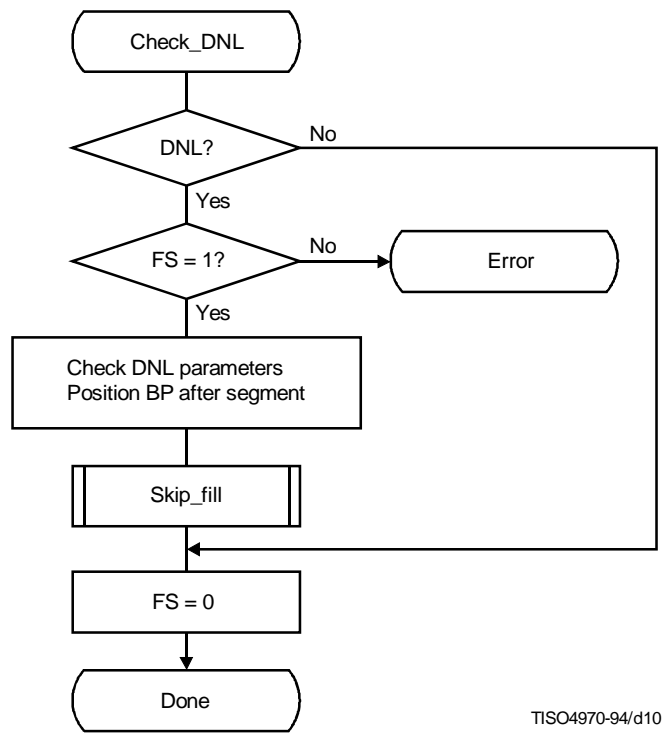 Check_DNL
DNL?
No
Yes
FS = 1?
No
Error
Yes
Check DNL parameters
Position BP after segment
Skip_fill
FS = 0
Done
TISO4970-94/d10